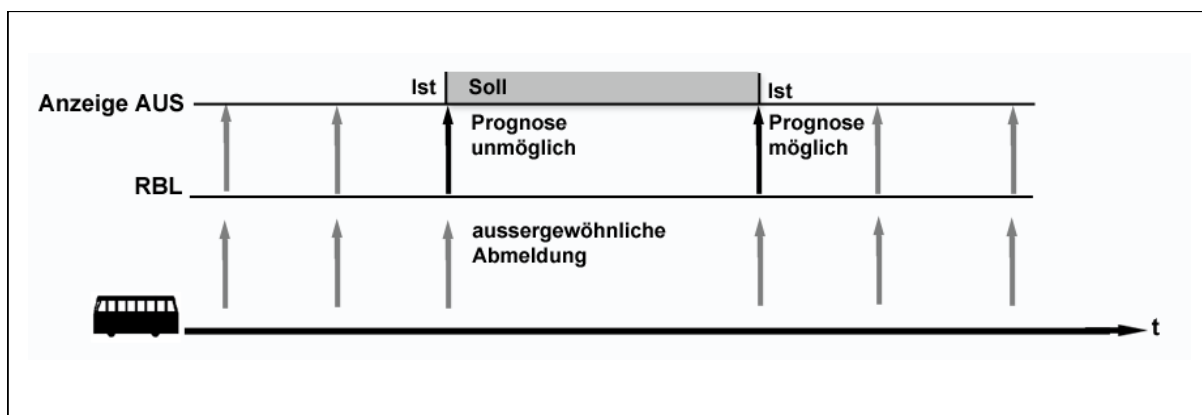 Ist Soll Ist
Anzeige AUS
Prognose
unmöglich
Prognose
möglich
RBL
aussergewöhnliche
Abmeldung
t